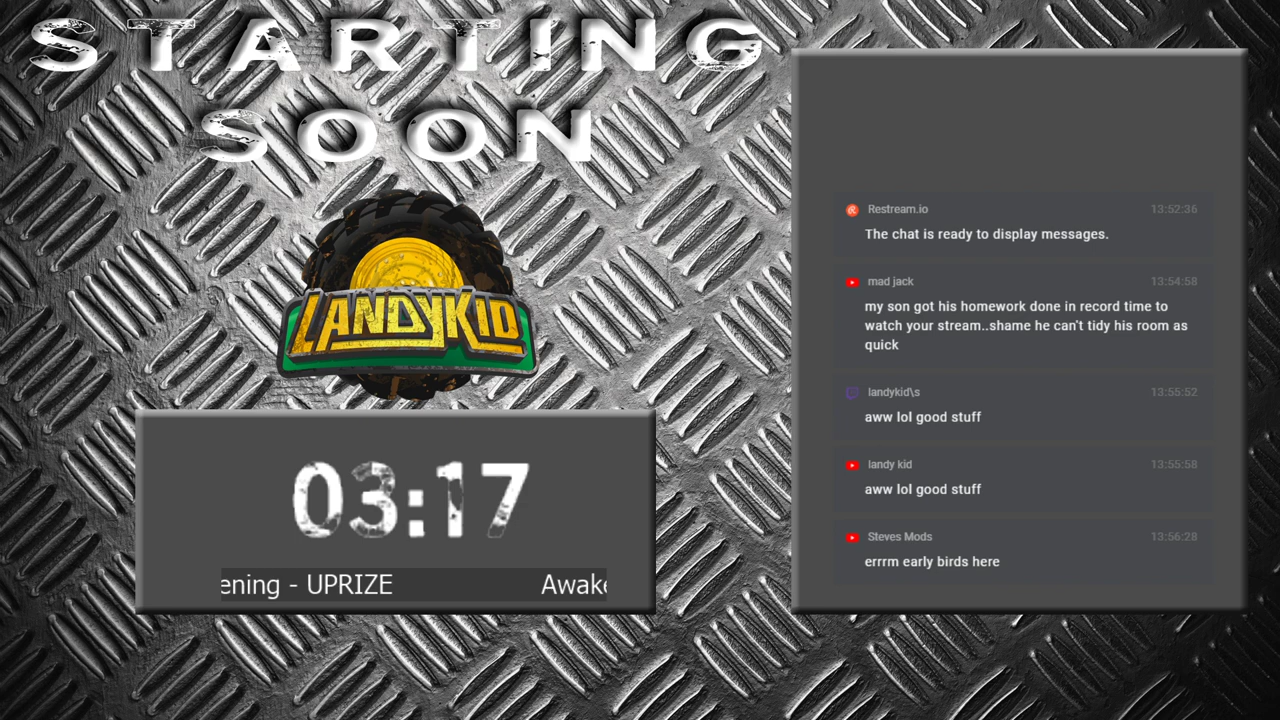 STARTING
SOON
LANDYKID
03:17
ening - UPRIZE Awake
Restream.io 13:52:36
The chat is ready to display messages.
mad jack 13:54:58
my son got his homework done in record time to
watch your stream..shame he can't tidy his room as
quick
landykid\s 13:55:52
aww lol good stuff
landy kid 13:55:58
aww lol good stuff
Steves Mods 13:56:28
errrm early birds here